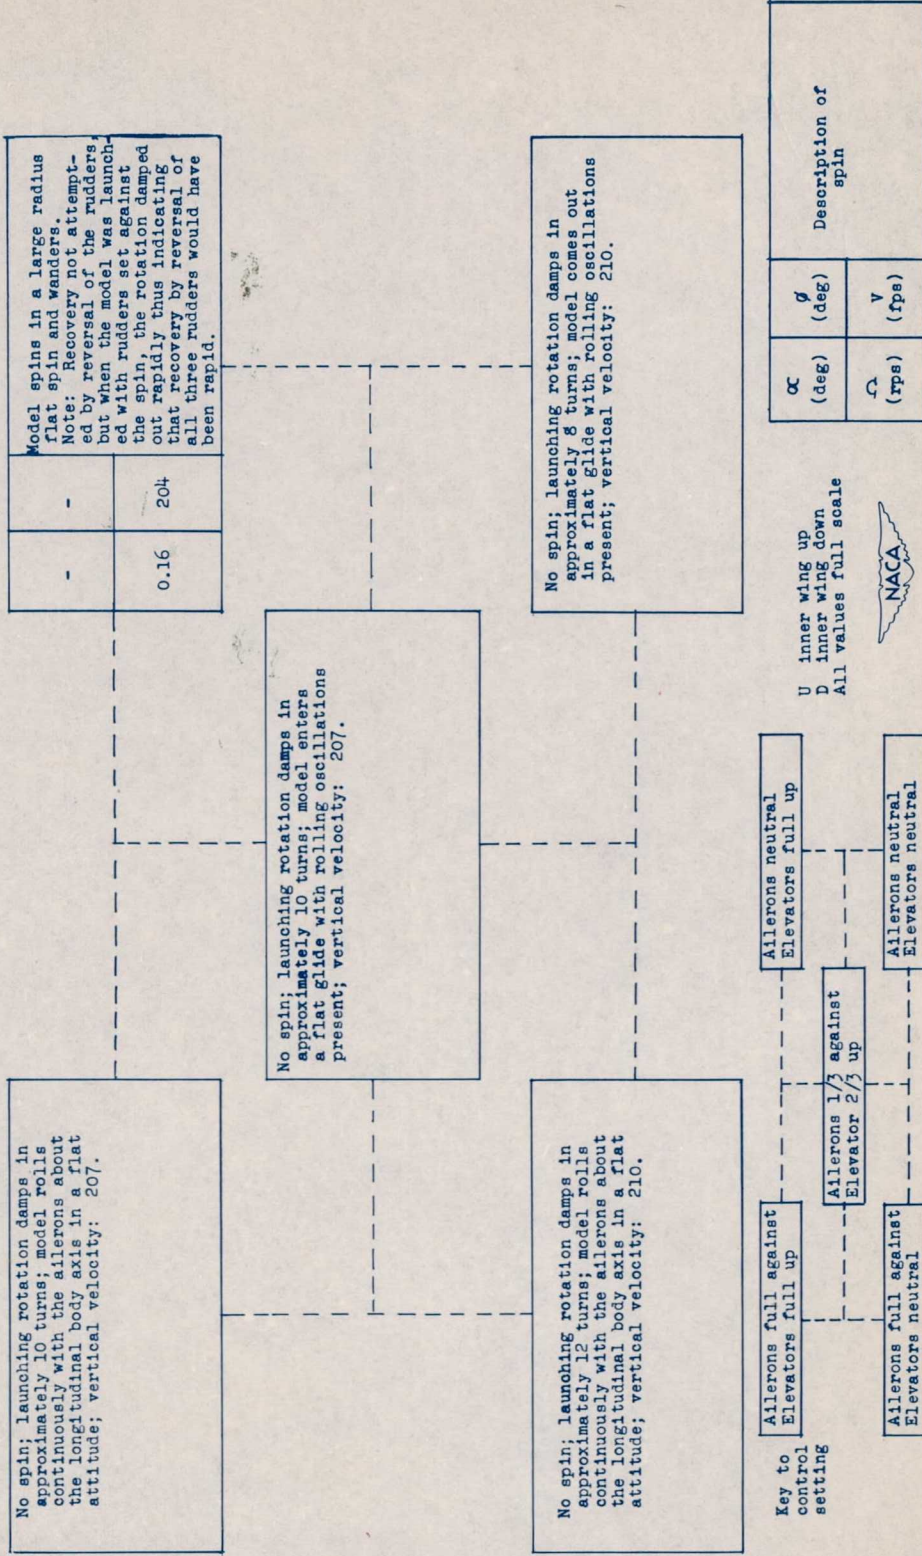 No spin; launching rotation damps in
approximately 10 turns; model rolls
continuously with the ailerons about
the longitudinal body axis in a flat
attitude; vertical velocity: 207.
-
-
0.16
204
Model spins in a large radius
flat spin and wanders.
Note: Recovery not attempt-
ed by reversal of the rudders,
but when the model was launch-
ed with rudders set against
the spin, the rotation damped
out rapidly thus indicating
that recovery by reversal of
all three rudders would have
been rapid.
No spin; launching rotation damps in
approximately 10 turns; model enters
a flat glide with rolling oscillations
present; vertical velocity: 207.
No spin; launching rotation damps in
approximately 12 turns; model rolls
continuously with the ailerons about
the longitudinal body axis in a flat
attitude; vertical velocity: 210.
No spin; launching rotation damps in
approximately 8 turns; model comes out
in a flat glide with rolling oscillations
present; vertical velocity: 210.
Key to
control
setting
Ailerons full against
Elevators full up
Ailerons neutral
Elevators full up
Ailerons 1/3 against
Elevator 2/3 up
Ailerons full against
Elevators neutral
Ailerons neutral
Elevators neutral
U inner wing up
D inner wing down
All values full scale
NACA
α
(deg)
ø
(deg)
Ω
(rps)
V
(fps)
Description of
spin